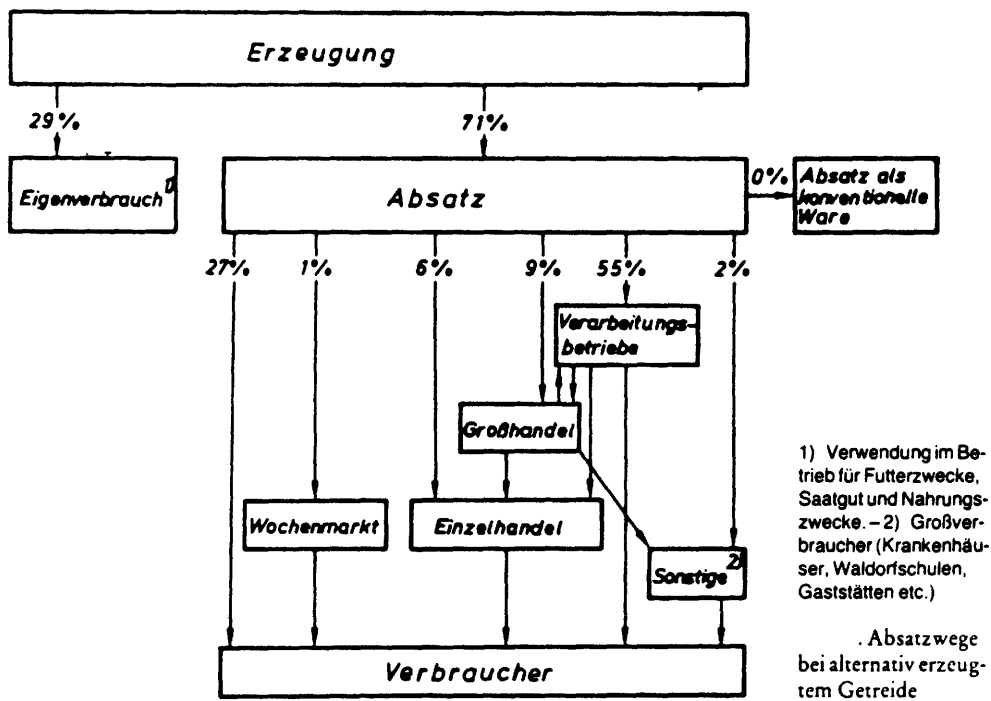 Erzeugung
29%
71%
Eigenverbrauch 1)
Absatz
0%
Absatz als
konventionelle
Ware
27%
1%
6%
9%
55%
2%
Verarbeitungs-
betriebe
Großhandel
Wochenmarkt
Einzelhandel
Sonstige 2)
Verbraucher
1) Verwendung im Be-
trieb für Futterzwecke,
Saatgut und Nahrungs-
zwecke. – 2) Großver-
braucher (Krankenhäu-
ser, Waldorfschulen,
Gaststätten etc.)
. Absatzwege
bei alternativ erzeug-
tem Getreide